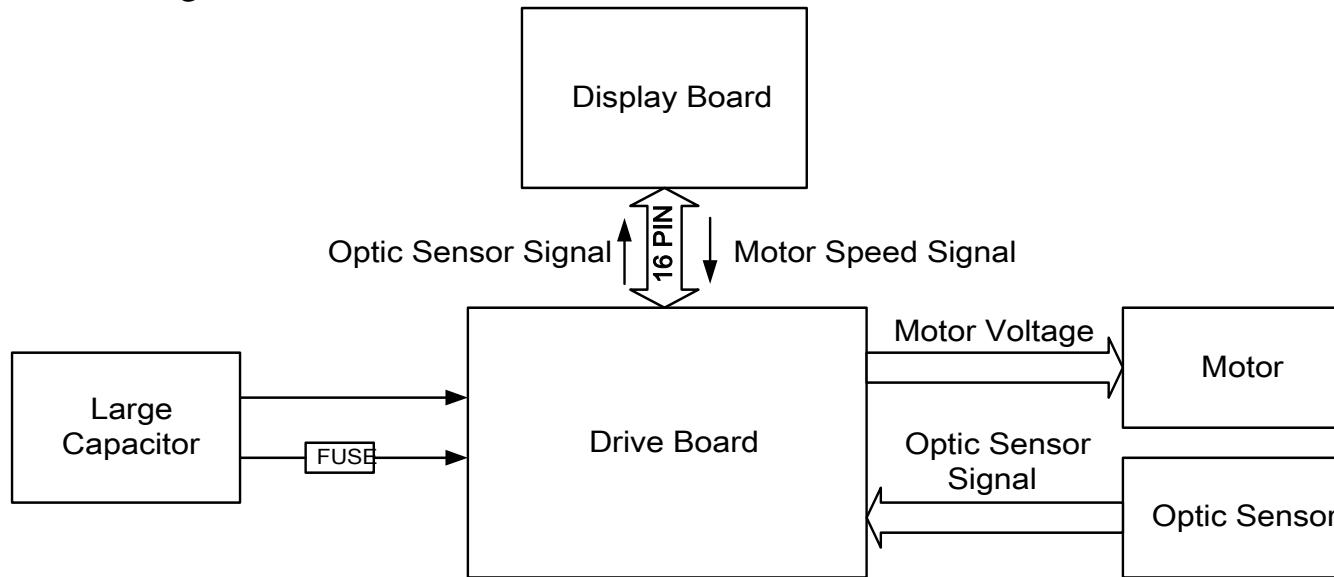 Display Board
Optic Sensor Signal
16 PIN
Motor Speed Signal
Motor Voltage
Motor
Large
Capacitor
FUSE
Drive Board
Optic Sensor
Signal
Optic Sensor